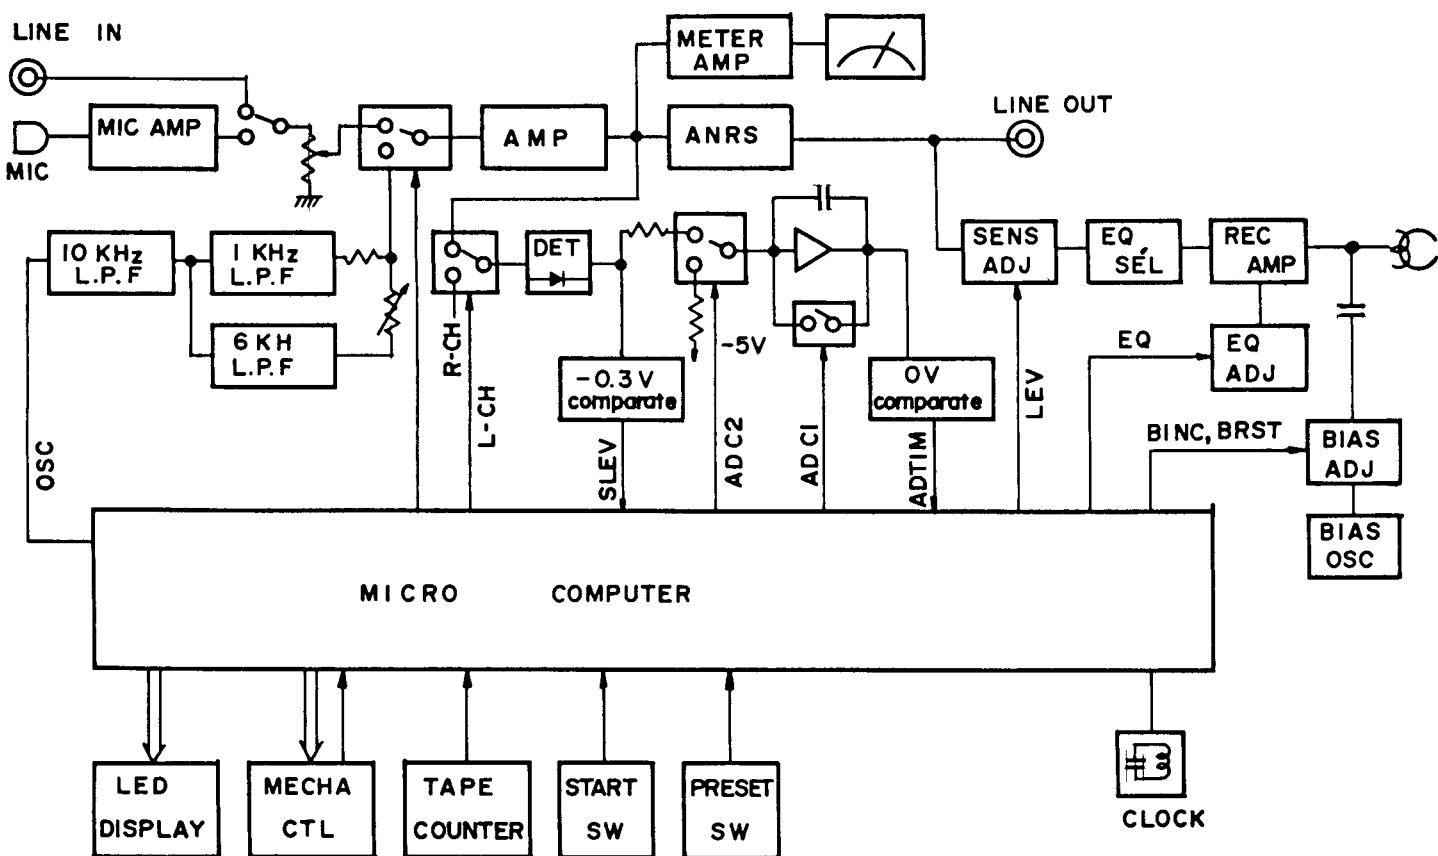 LINE IN
MIC AMP
MIC
METER
AMP
AMP
ANRS
LINE OUT
10 KHz
L.P.F
1 KHz
L.P.F
6 KH
L.P.F
DET
SENS
ADJ
EQ
SEL
REC
AMP
R-CH
L-CH
-5V
-0.3V
comparate
0V
comparate
EQ
EQ
ADJ
OSC
SLEV
ADC2
ADC1
ADTIM
LEV
BINC, BRST
BIAS
ADJ
BIAS
OSC
MICRO COMPUTER
LED
DISPLAY
MECHA
CTL
TAPE
COUNTER
START
SW
PRESET
SW
CLOCK